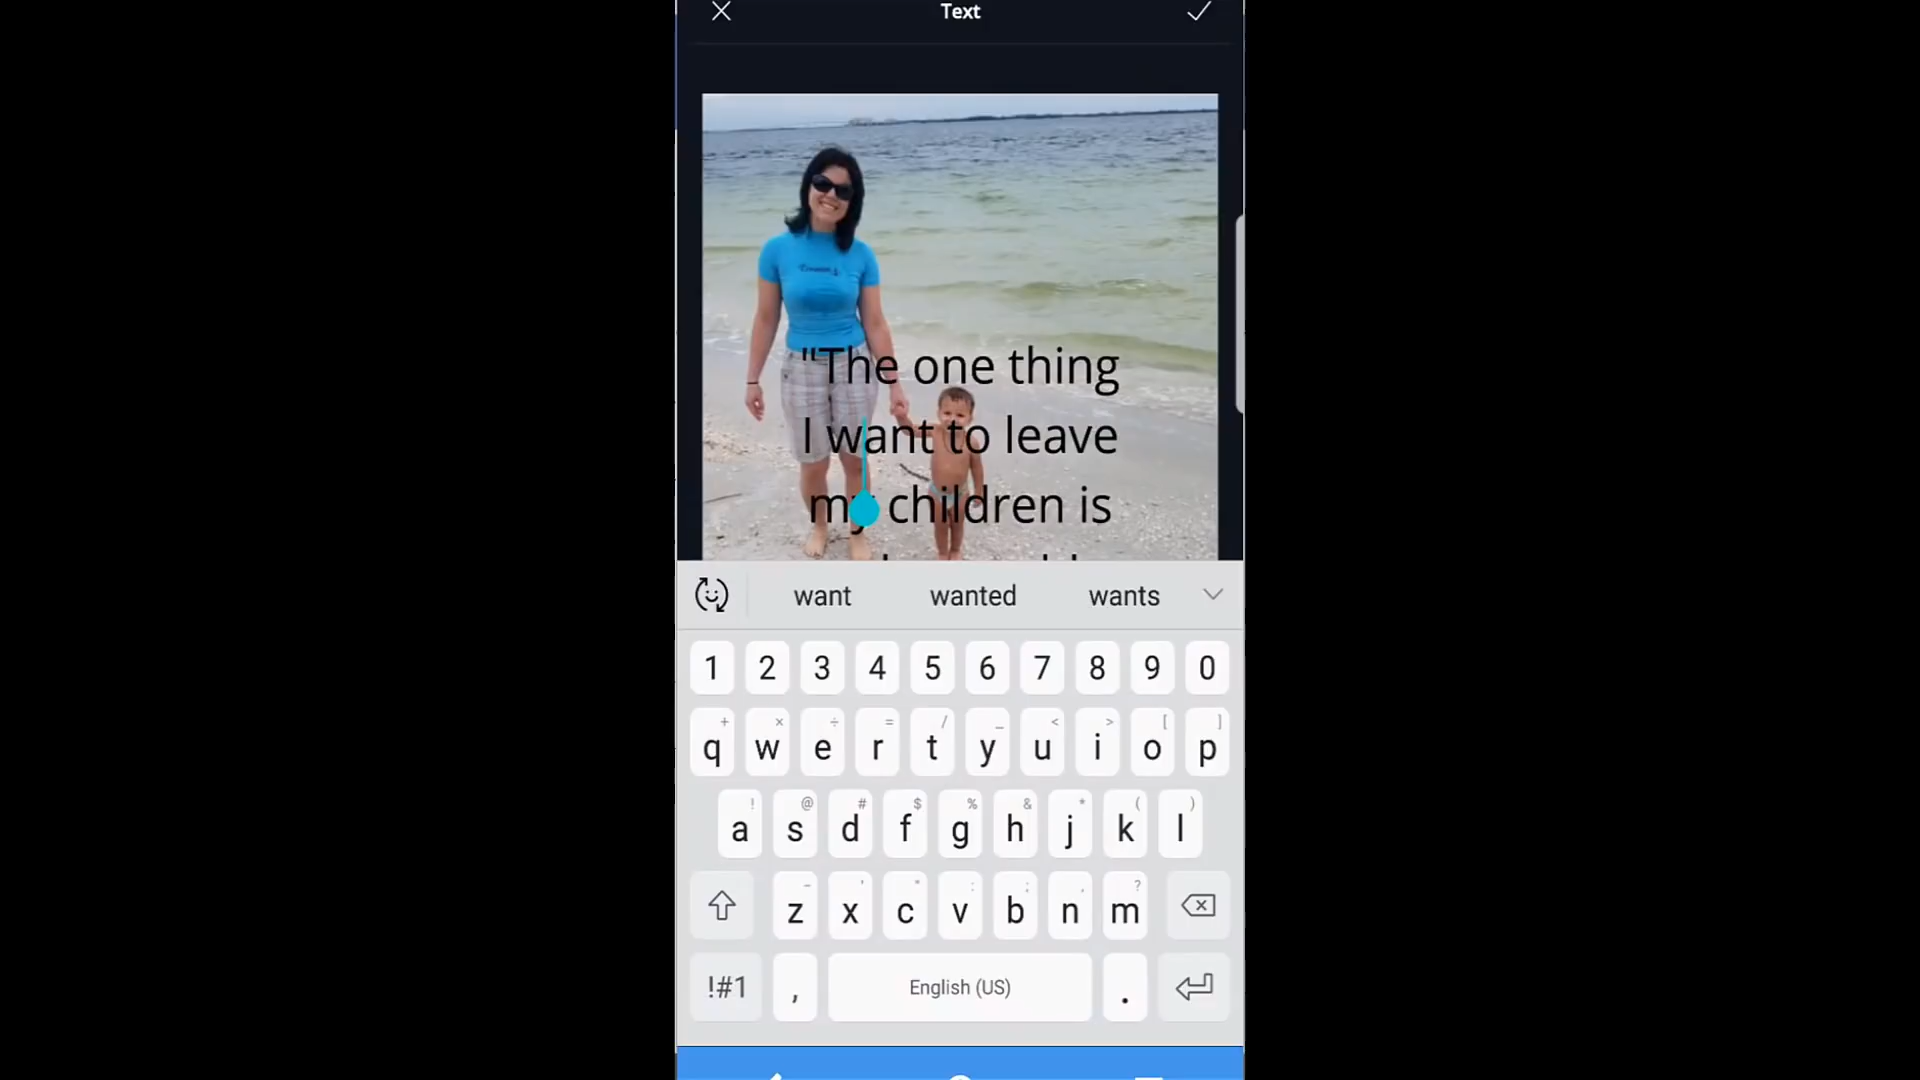 Text
"The one thing
I want to leave
my children is
want wanted wants
1 2 3 4 5 6 7 8 9 0
+ × ÷ = / _ < > [ ]
q w e r t y u i o p
! @ # $ % & * ( )
a s d f g h j k l
- ' " : ; , ?
z x c v b n m
!#1 , English (US) .